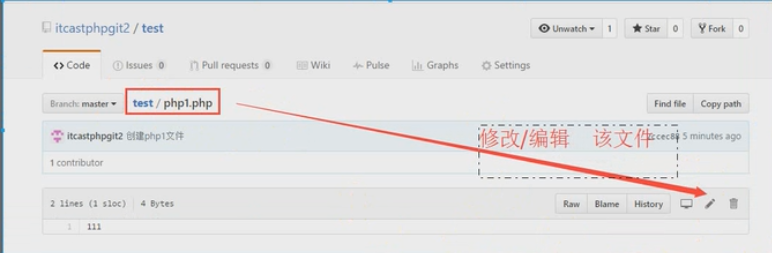 itcastphpgit2 / test
Unwatch 1 Star 0 Fork 0
Code Issues 0 Pull requests 0 Wiki Pulse Graphs Settings
Branch: master test / php1.php Find file Copy path
itcastphpgit2 创建php1文件 5 minutes ago
修改/编辑 该文件
1 contributor
2 lines (1 sloc) 4 Bytes Raw Blame History
1 111